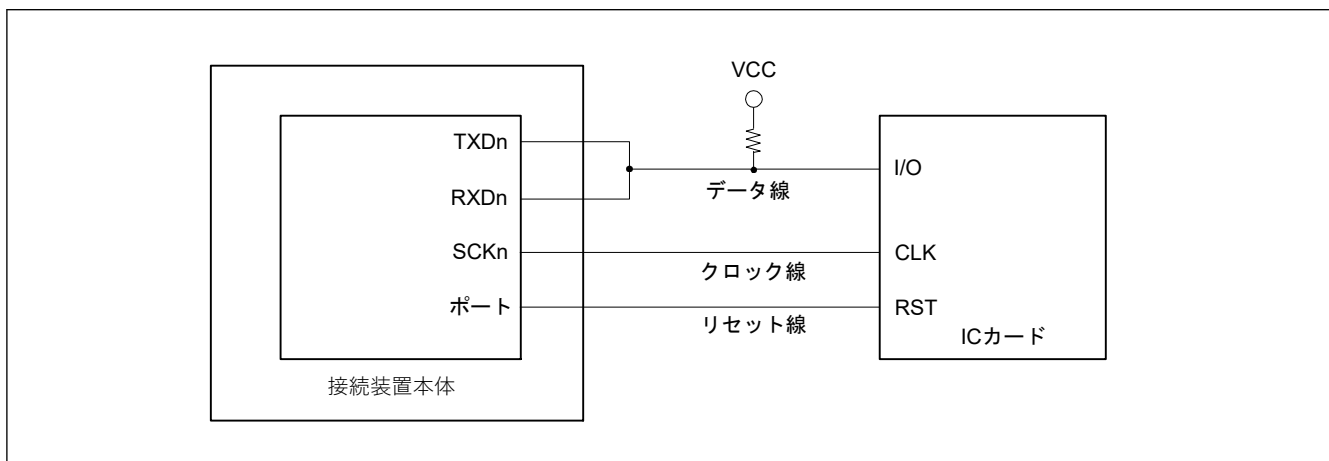 VCC
TXDn
RXDn
データ線
I/O
SCKn
クロック線
CLK
ポート
リセット線
RST
ICカード
接続装置本体